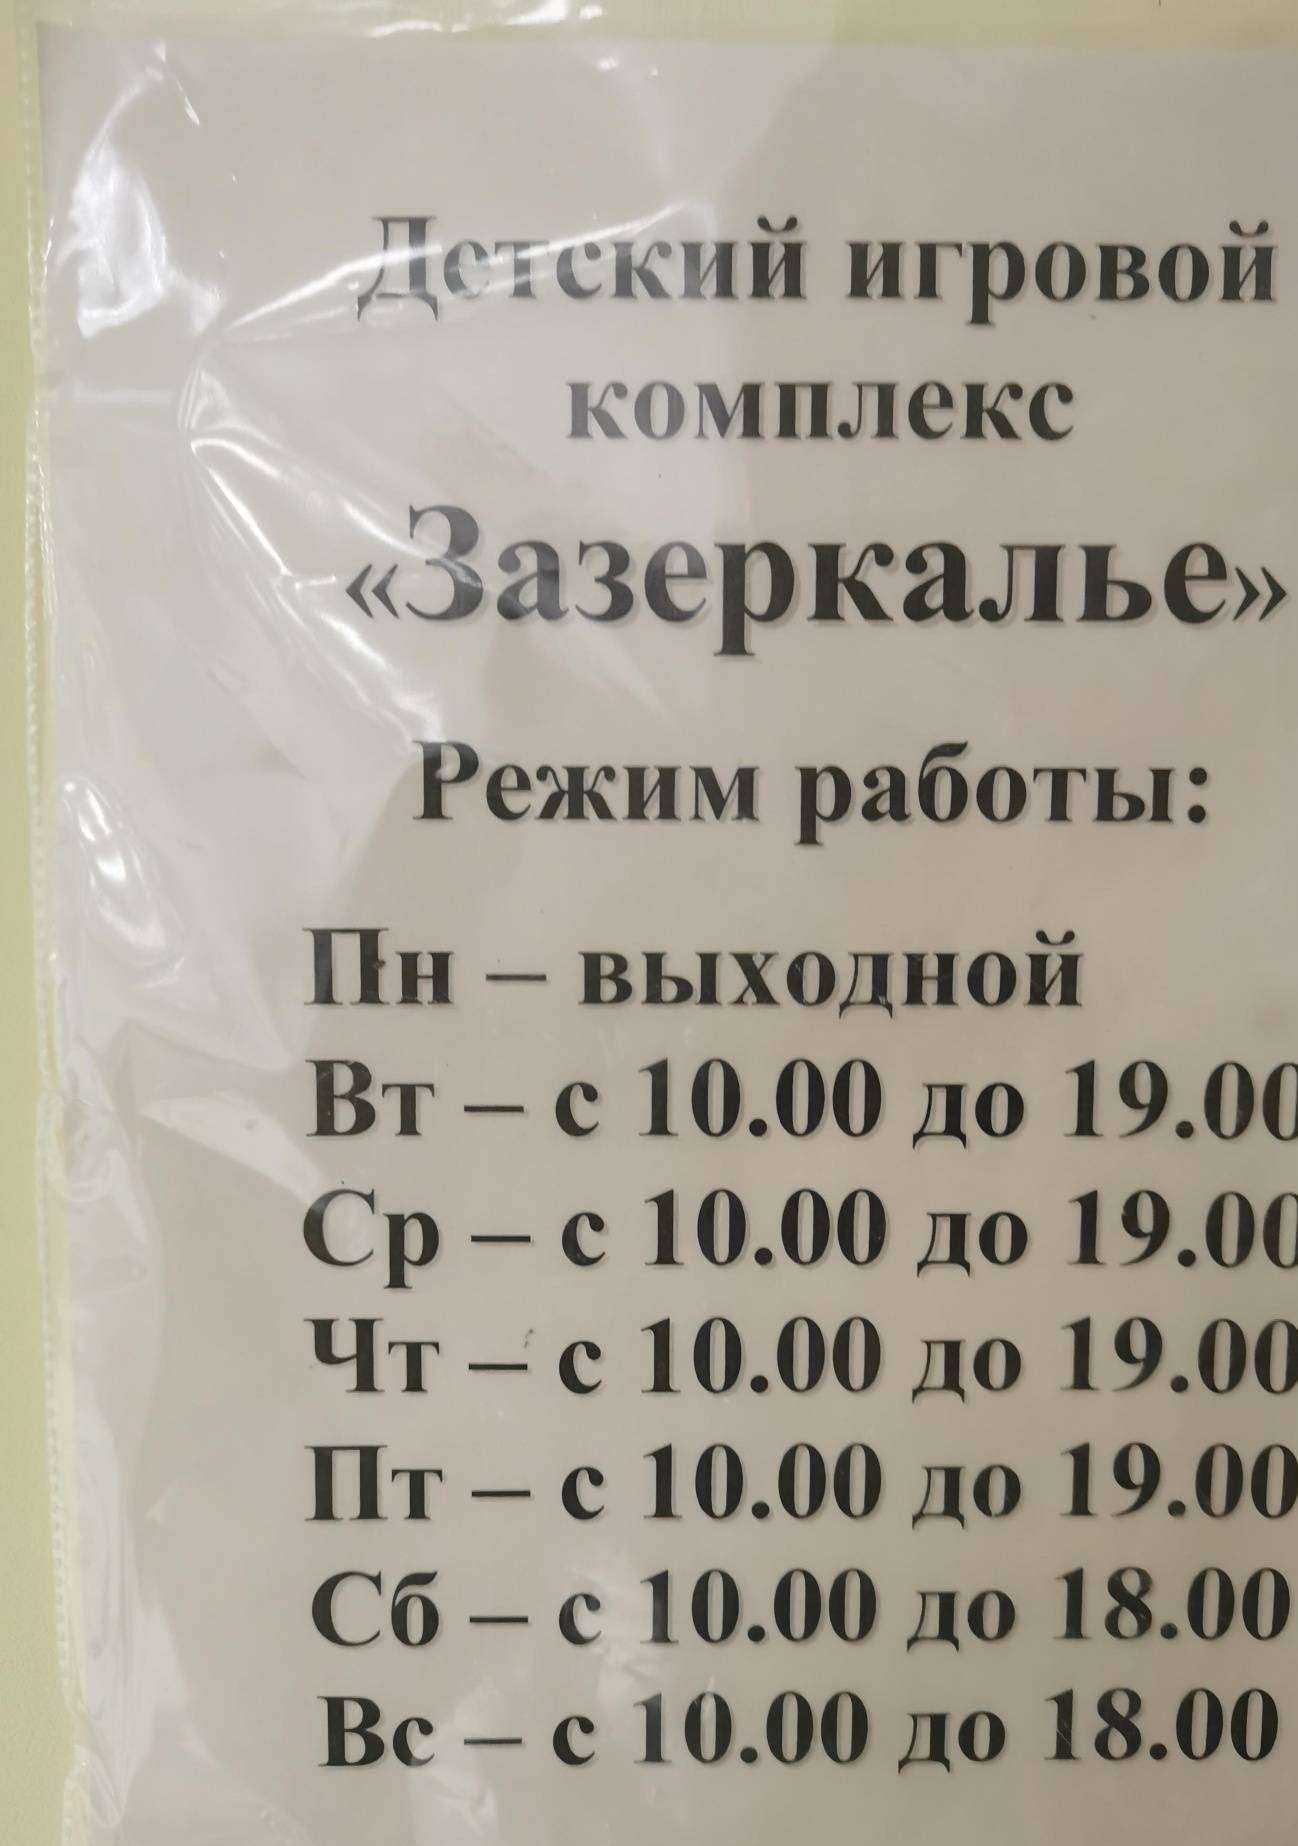 Детский игровой
комплекс
«Зазеркалье»
Режим работы:
Пн – выходной
Вт – с 10.00 до 19.00
Ср – с 10.00 до 19.00
Чт – с 10.00 до 19.00
Пт – с 10.00 до 19.00
Сб – с 10.00 до 18.00
Вс – с 10.00 до 18.00